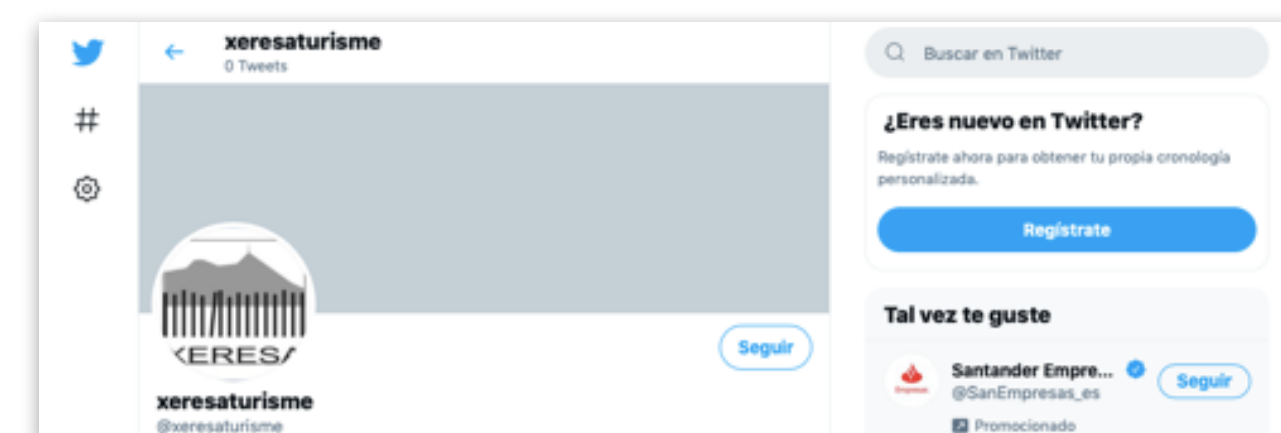 xeresaturisme
0 Tweets
XERESA
Seguir
xeresaturisme
@xeresaturisme
Buscar en Twitter
¿Eres nuevo en Twitter?
Regístrate ahora para obtener tu propia cronología
personalizada.
Regístrate
Tal vez te guste
Santander Empre...
@SanEmpresas_es
Seguir
Promocionado